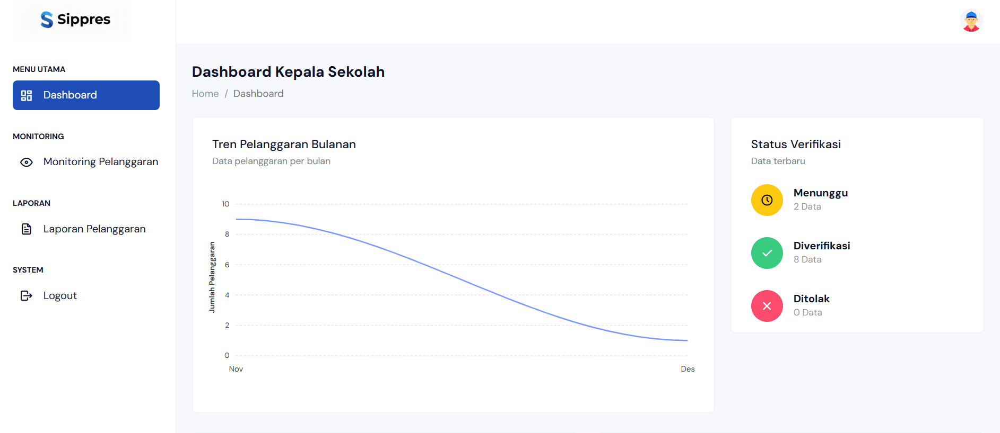 Sippres
MENU UTAMA
Dashboard
MONITORING
Monitoring Pelanggaran
LAPORAN
Laporan Pelanggaran
SYSTEM
Logout
Dashboard Kepala Sekolah
Home / Dashboard
Tren Pelanggaran Bulanan
Data pelanggaran per bulan
Jumlah Pelanggaran
10
8
6
4
2
0
Nov
Des
Status Verifikasi
Data terbaru
Menunggu
2 Data
Diverifikasi
8 Data
Ditolak
0 Data